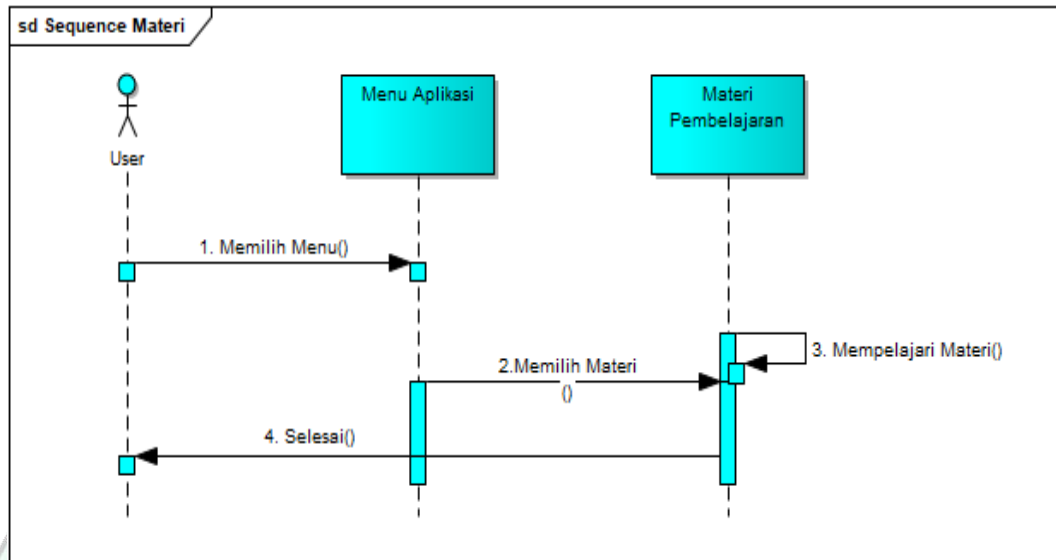 sd Sequence Materi
User
Menu Aplikasi
Materi
Pembelajaran
1. Memilih Menu()
2.Memilih Materi
()
3. Mempelajari Materi()
4. Selesai()